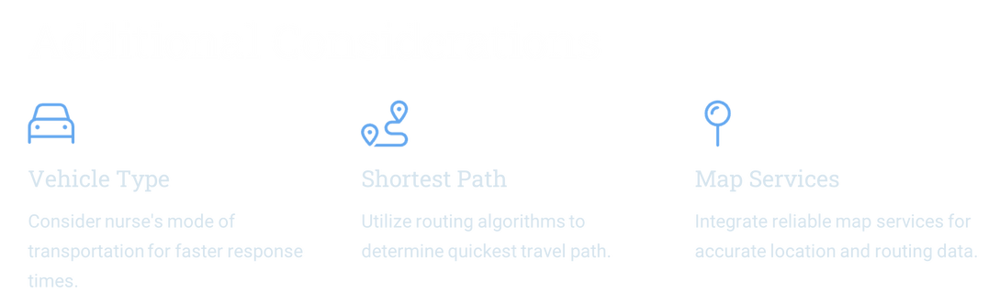 Vehicle Type
Consider nurse's mode of
transportation for faster response
times.
Shortest Path
Utilize routing algorithms to
determine quickest travel path.
Map Services
Integrate reliable map services for
accurate location and routing data.